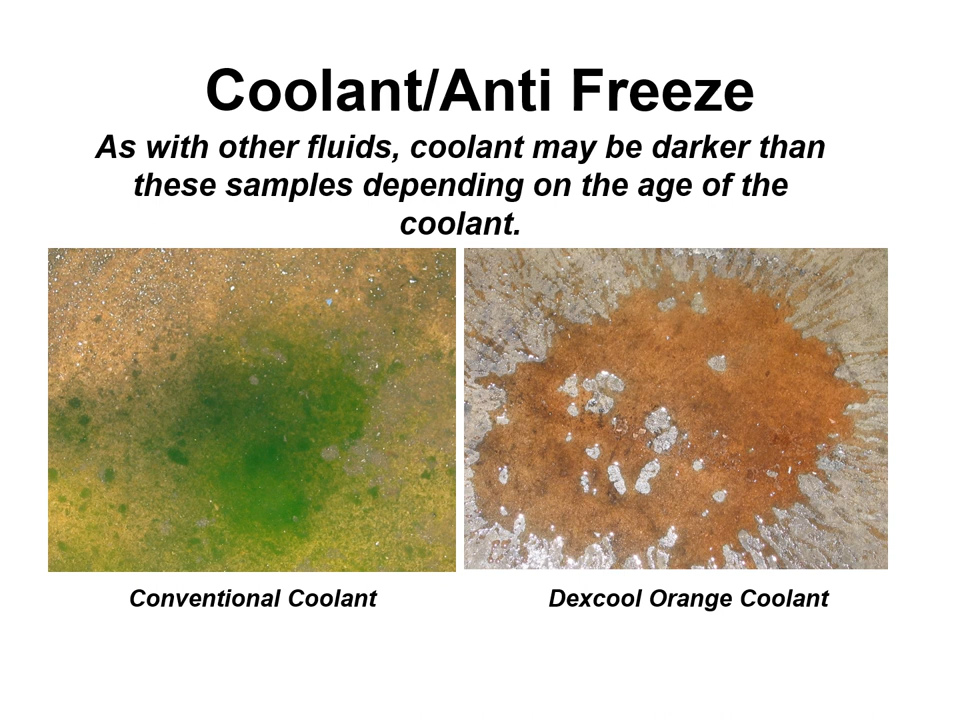 Coolant/Anti Freeze
As with other fluids, coolant may be darker than
these samples depending on the age of the
coolant.
Conventional Coolant
Dexcool Orange Coolant